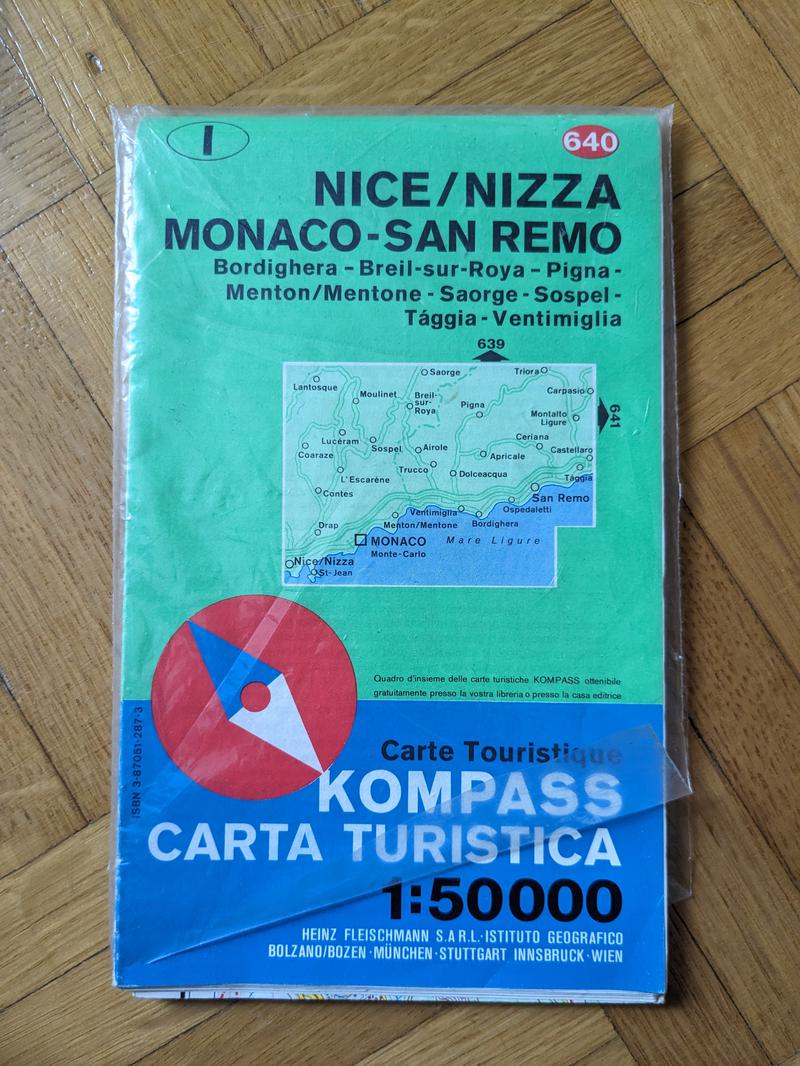 I
640
NICE/NIZZA
MONACO-SAN REMO
Bordighera – Breil-sur-Roya – Pigna -
Menton/Mentone - Saorge - Sospel -
Tággia - Ventimiglia
639
641
Saorge
Triora
Lantosque
Moulinet
Breil-
sur-
Roya
Carpasio
Pigna
Montalto
Ligure
Lucéram
Sospel
Airole
Ceriana
Coaraze
Apricale
Castellaro
L'Escarène
Trucco
Dolceacqua
Tággia
Contes
San Remo
Drap
Ventimiglia
Ospedaletti
Menton/Mentone
Bordighera
MONACO
Mare Ligure
Monte-Carlo
Nice/Nizza
St-Jean
Quadro d'insieme delle carte turistiche KOMPASS ottenibile
gratuitamente presso la vostra libreria o presso la casa editrice
ISBN 3-87051-287-3
Carte Touristique
KOMPASS
CARTA TURISTICA
1:50000
HEINZ FLEISCHMANN S.A R.L.·ISTITUTO GEOGRAFICO
BOLZANO/BOZEN·MÜNCHEN·STUTTGART INNSBRUCK·WIEN